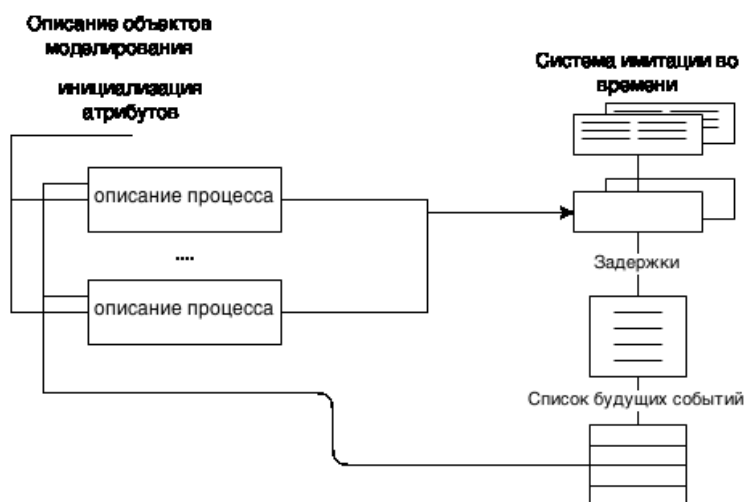 Описание объектов
моделирования
инициализация
атрибутов
Система имитации во
времени
описание процесса
....
описание процесса
Задержки
Список будущих событий